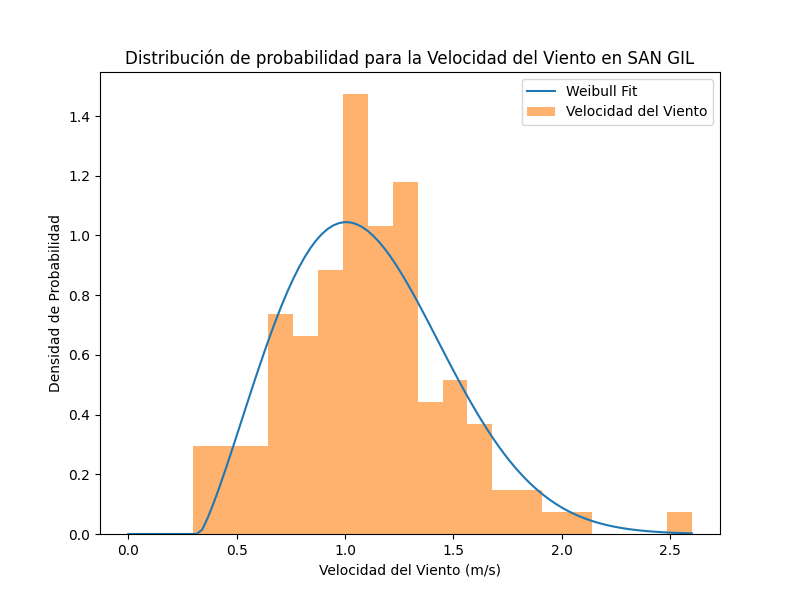 Distribución de probabilidad para la Velocidad del Viento en SAN GIL
Weibull Fit
Velocidad del Viento
Densidad de Probabilidad
1.4
1.2
1.0
0.8
0.6
0.4
0.2
0.0
0.0 0.5 1.0 1.5 2.0 2.5
Velocidad del Viento (m/s)